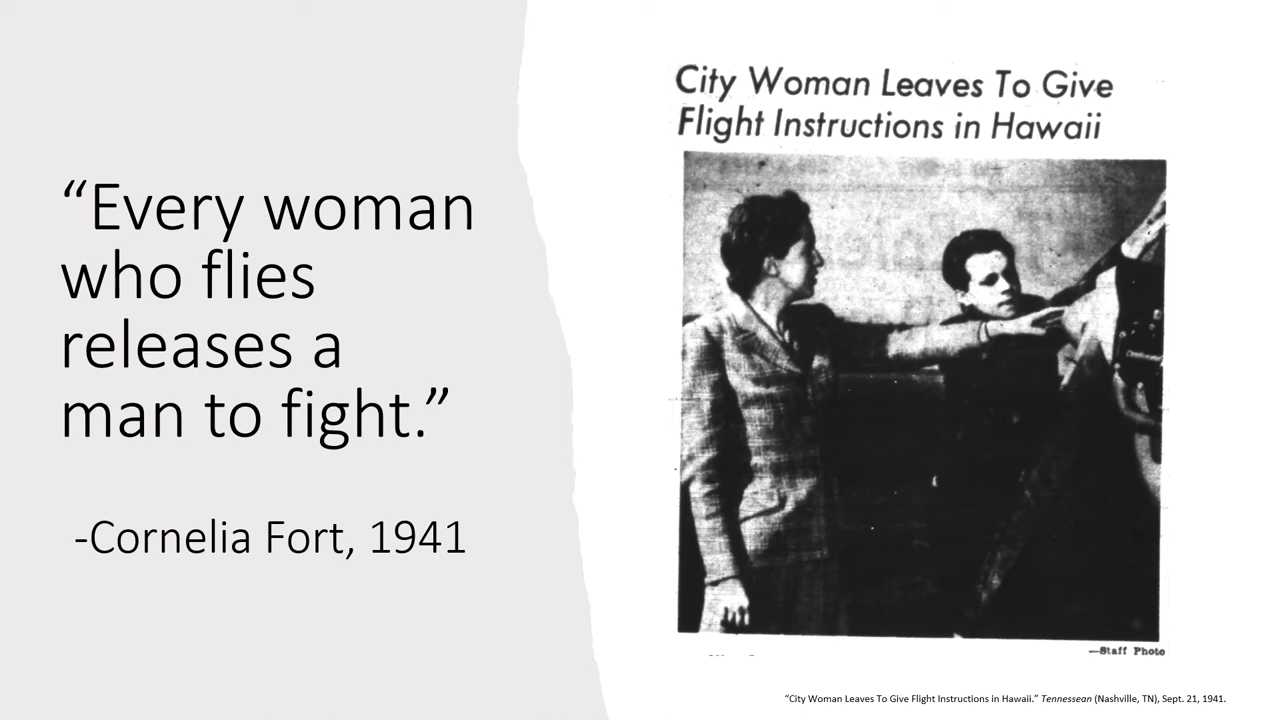 “Every woman
who flies
releases a
man to fight.”
-Cornelia Fort, 1941
City Woman Leaves To Give
Flight Instructions in Hawaii
—Staff Photo
“City Woman Leaves To Give Flight Instructions in Hawaii.” Tennessean (Nashville, TN), Sept. 21, 1941.